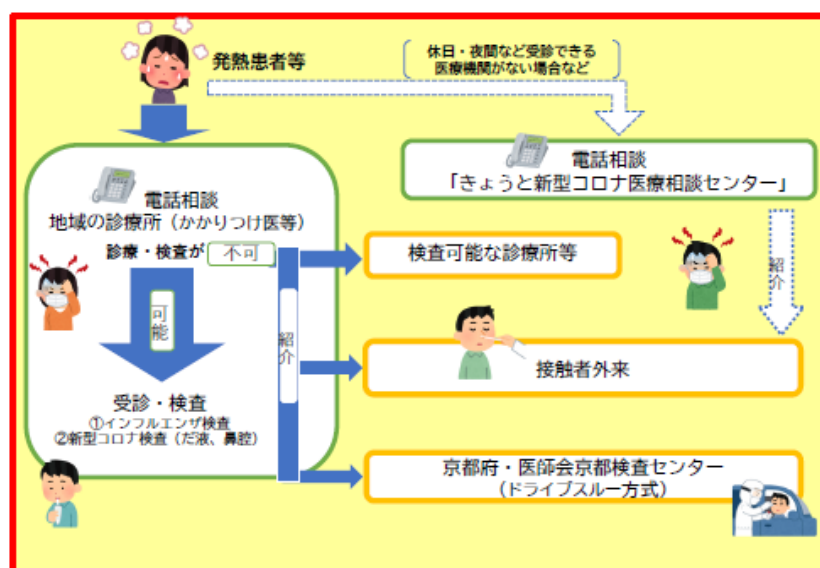 発熱患者等
休日・夜間など受診できる
医療機関がない場合など
電話相談
「きょうと新型コロナ医療相談センター」
電話相談
地域の診療所（かかりつけ医等）
診療・検査が 不可
可能
紹介
受診・検査
①インフルエンザ検査
②新型コロナ検査（だ液、鼻腔）
検査可能な診療所等
紹介
接触者外来
京都府・医師会京都検査センター
（ドライブスルー方式）